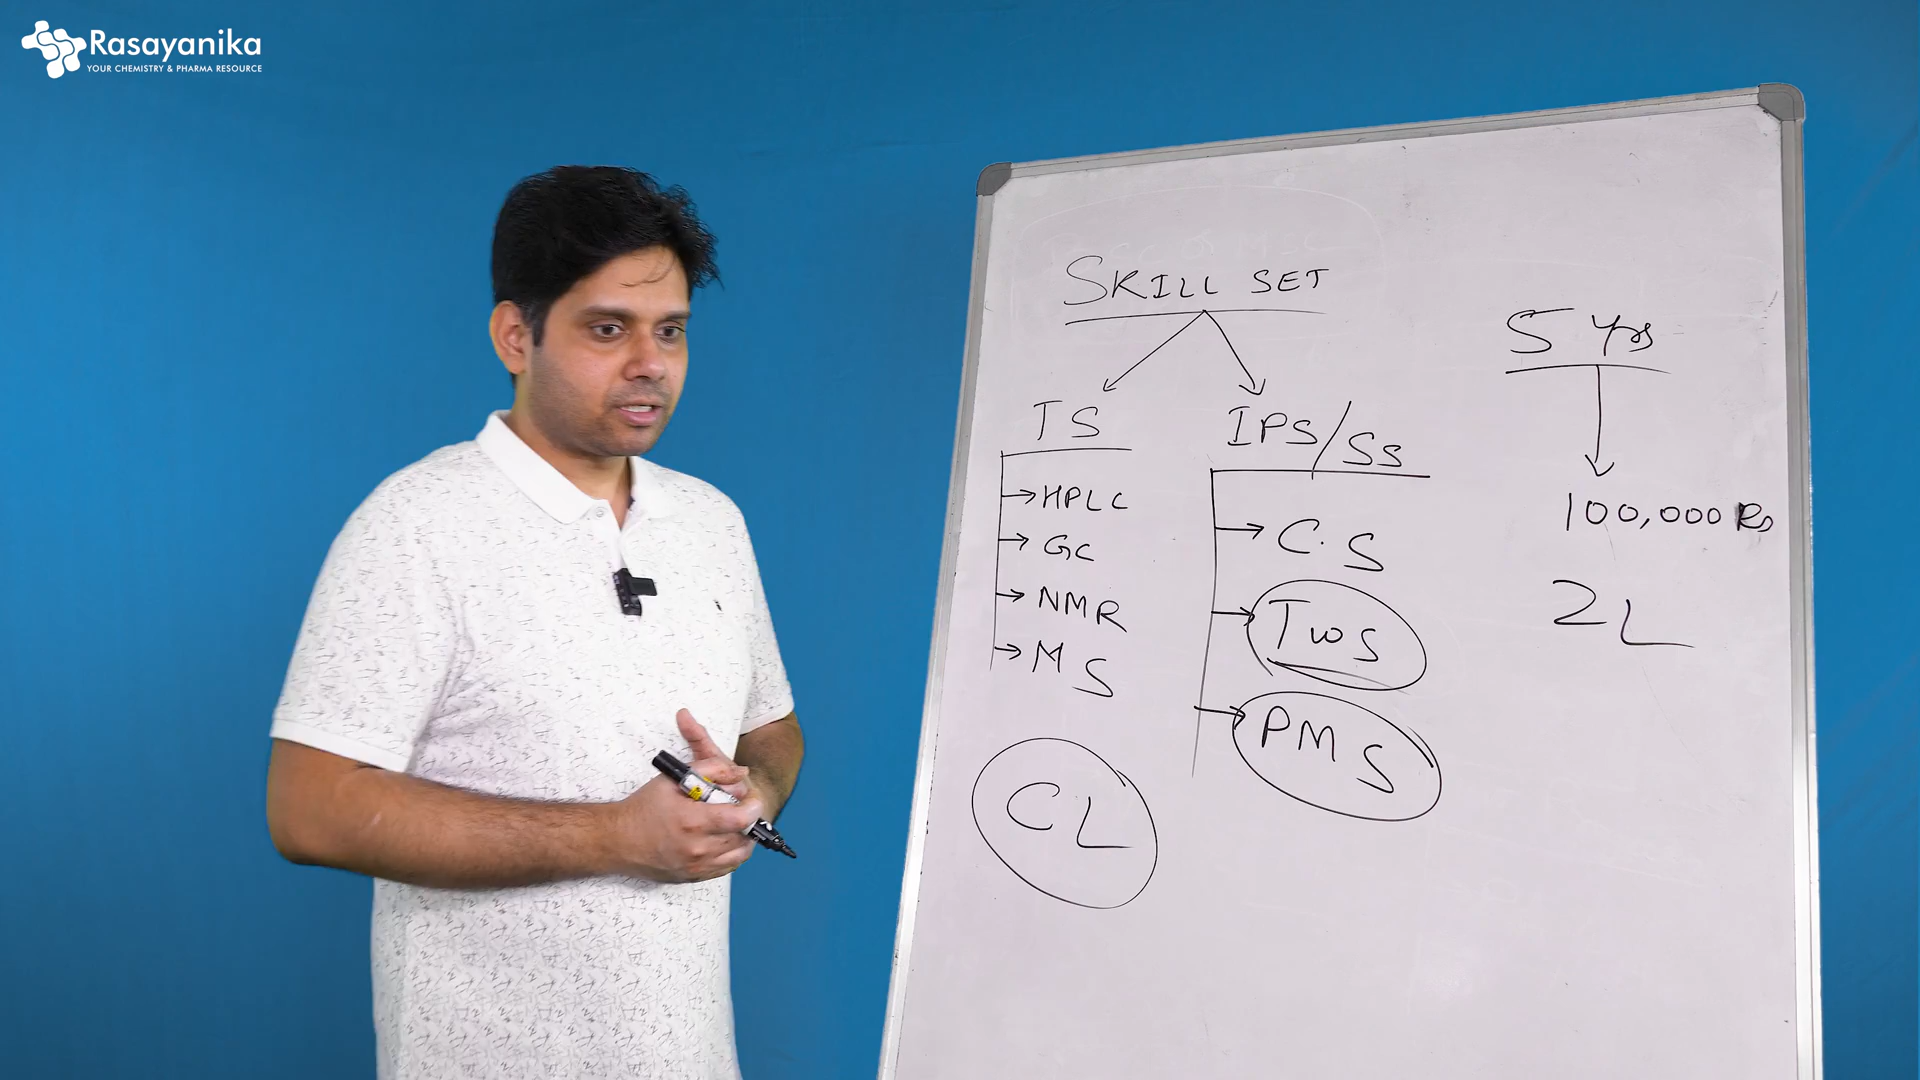 Rasayanika
YOUR CHEMISTRY & PHARMA RESOURCE
SKILL SET
TS
HPLC
GC
NMR
MS
CL
IPS/SS
C.S
TWS
PMS
5 Yrs
100,000 Rs
2L